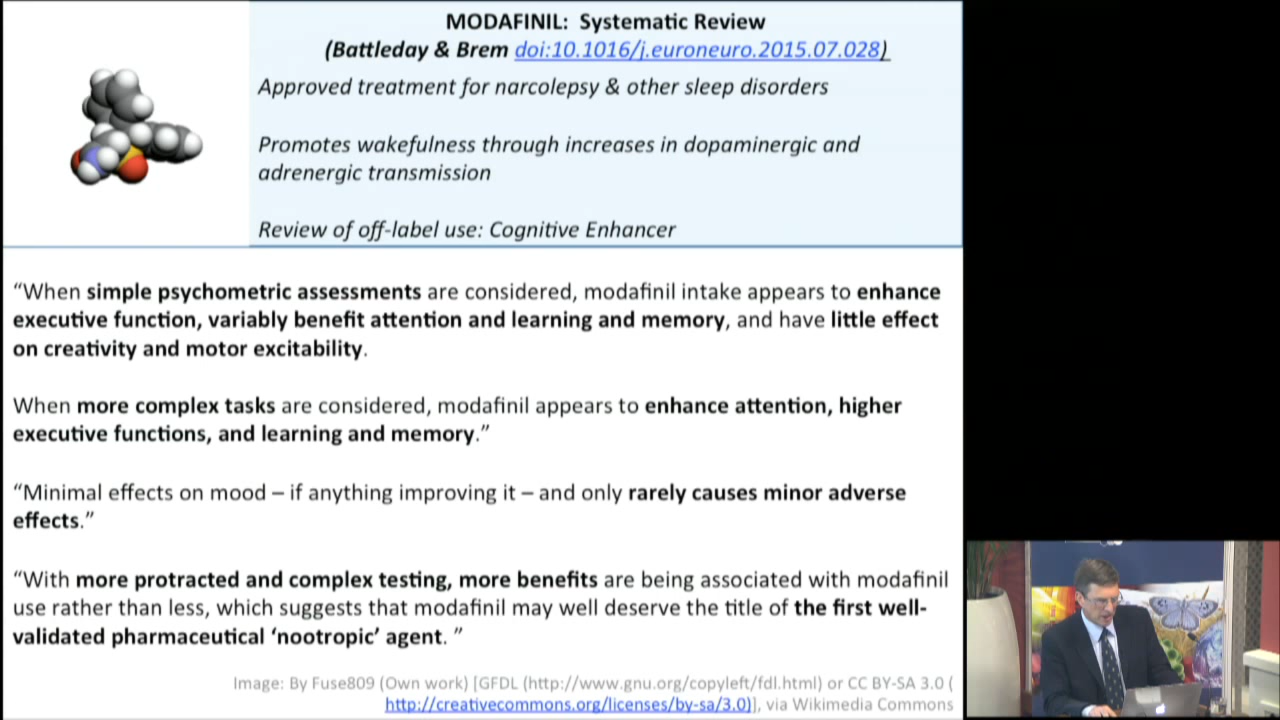 MODAFINIL: Systematic Review
(Battleday & Brem doi:10.1016/j.euroneuro.2015.07.028)
Approved treatment for narcolepsy & other sleep disorders
Promotes wakefulness through increases in dopaminergic and
adrenergic transmission
Review of off-label use: Cognitive Enhancer
“When simple psychometric assessments are considered, modafinil intake appears to enhance
executive function, variably benefit attention and learning and memory, and have little effect
on creativity and motor excitability.
When more complex tasks are considered, modafinil appears to enhance attention, higher
executive functions, and learning and memory.”
“Minimal effects on mood – if anything improving it – and only rarely causes minor adverse
effects.”
“With more protracted and complex testing, more benefits are being associated with modafinil
use rather than less, which suggests that modafinil may well deserve the title of the first well-
validated pharmaceutical ‘nootropic’ agent. ”
Image: By Fuse809 (Own work) [GFDL (http://www.gnu.org/copyleft/fdl.html) or CC BY-SA 3.0 (
http://creativecommons.org/licenses/by-sa/3.0)], via Wikimedia Commons